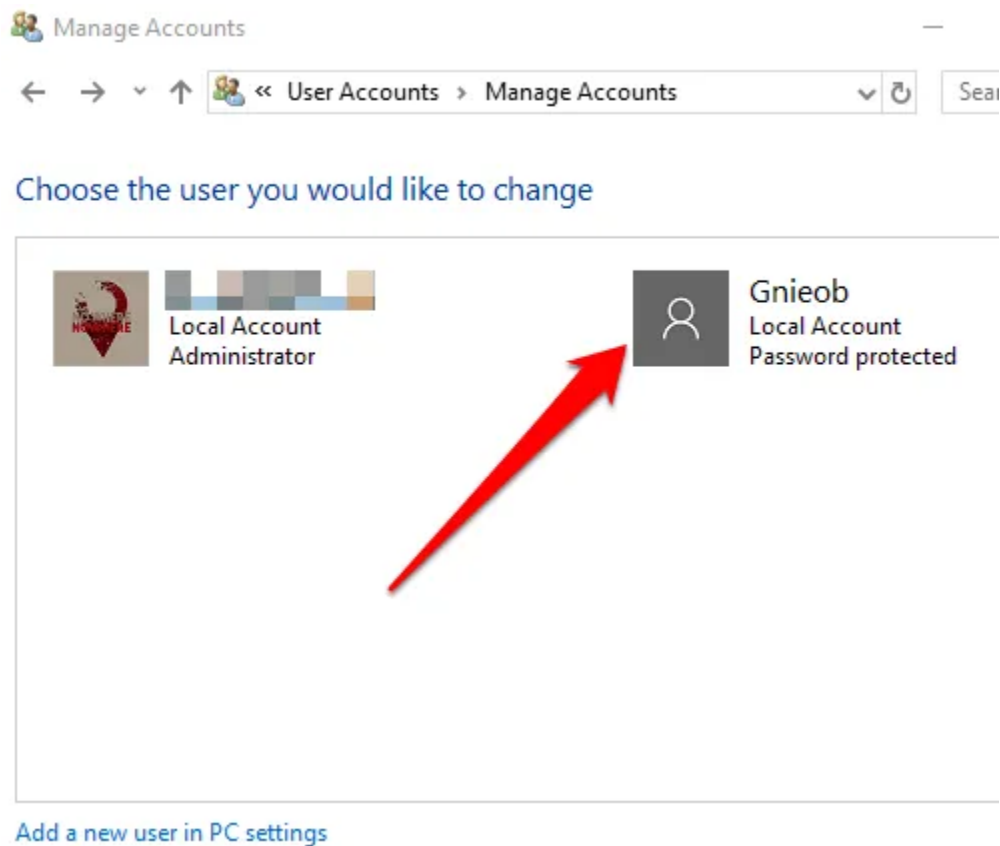 Manage Accounts
« User Accounts › Manage Accounts
Choose the user you would like to change
Local Account
Administrator
Gnieob
Local Account
Password protected
Add a new user in PC settings